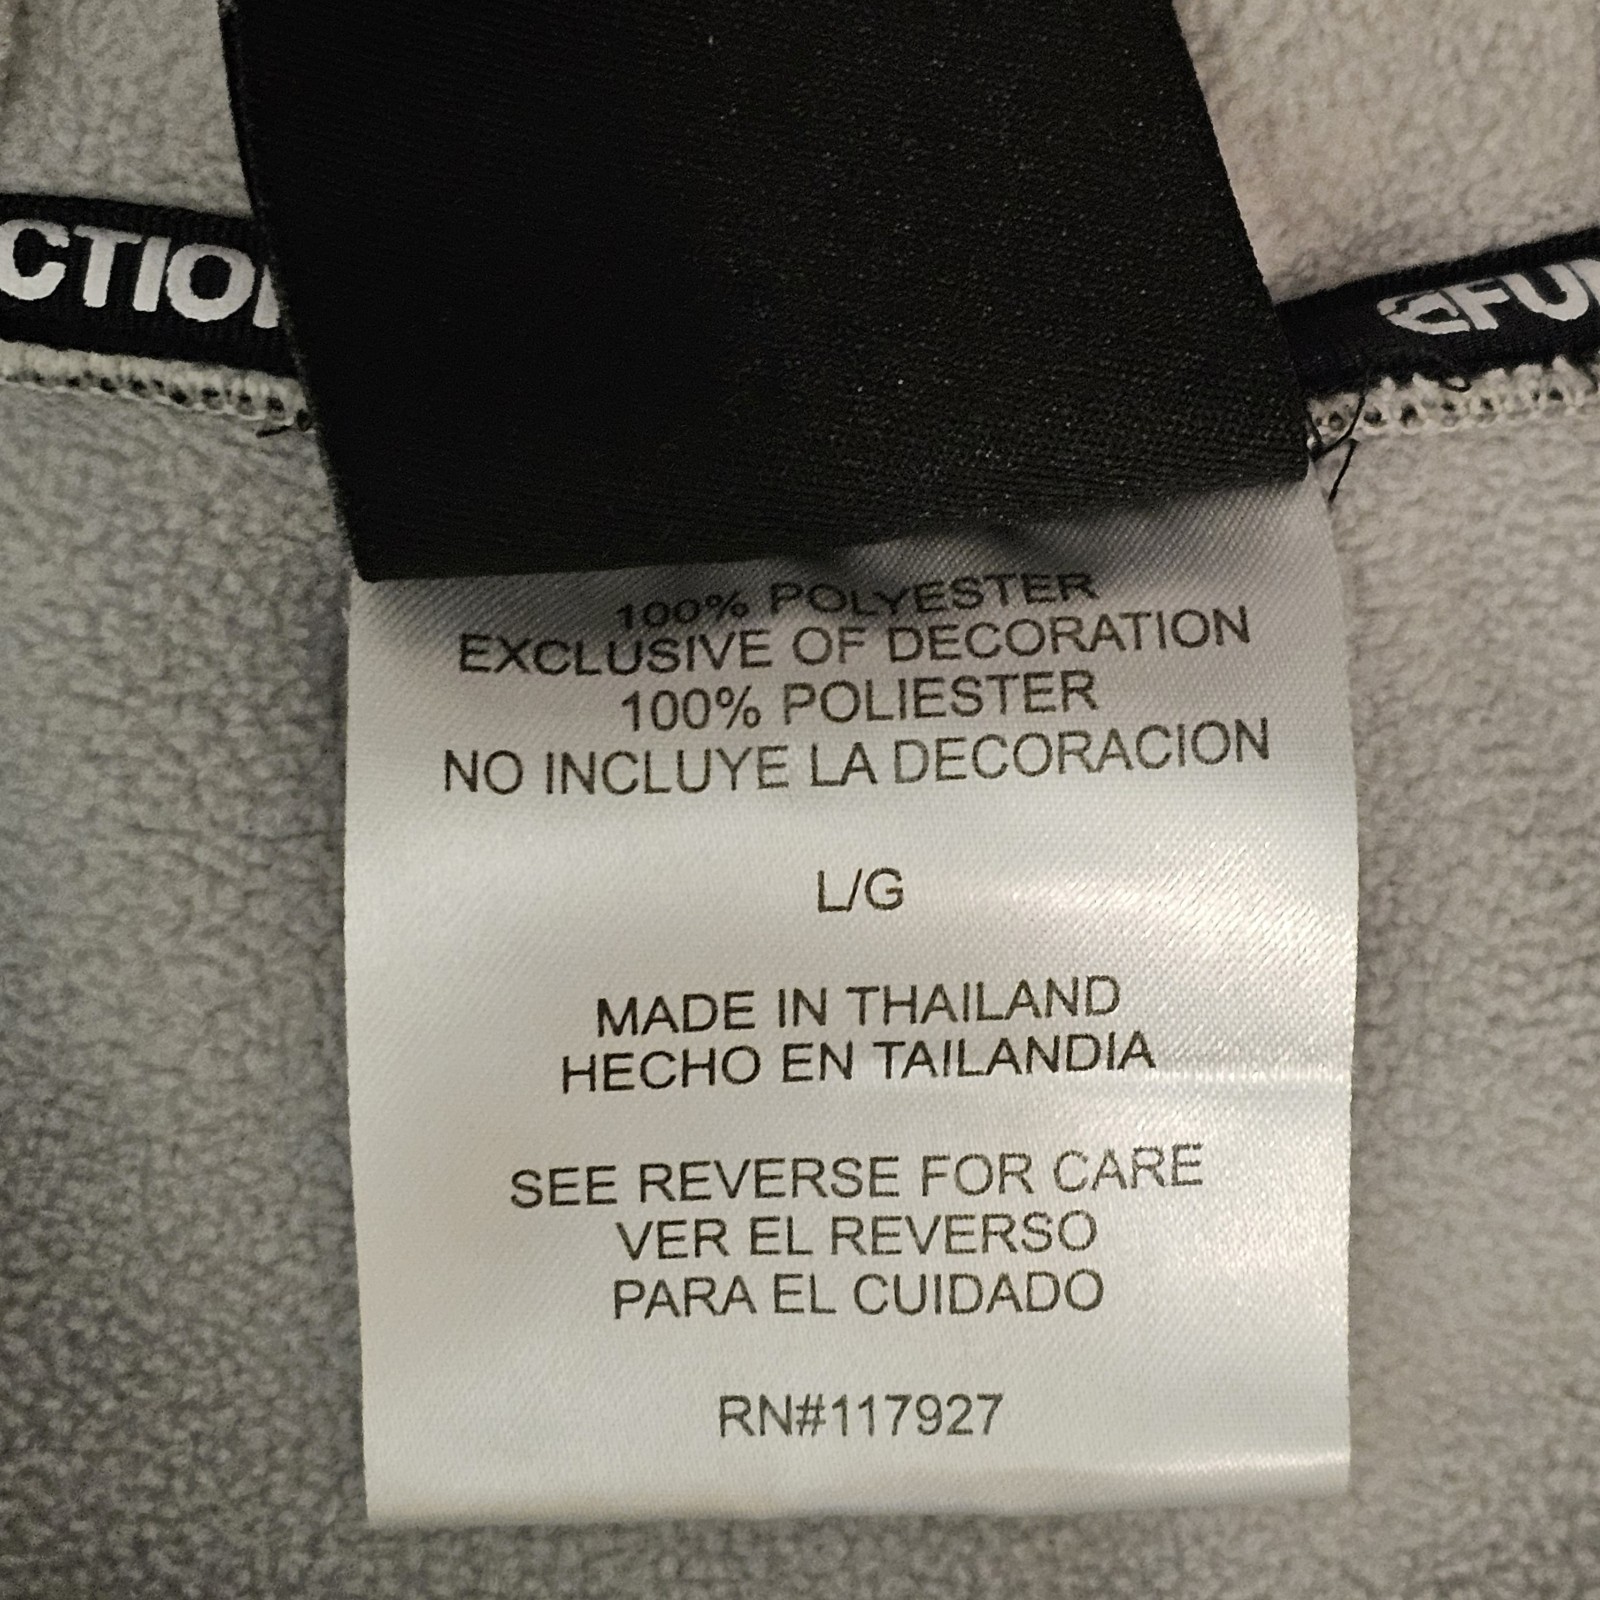 CTIO
FU
100% POLYESTER
EXCLUSIVE OF DECORATION
100% POLIESTER
NO INCLUYE LA DECORACION
L/G
MADE IN THAILAND
HECHO EN TAILANDIA
SEE REVERSE FOR CARE
VER EL REVERSO
PARA EL CUIDADO
RN#117927